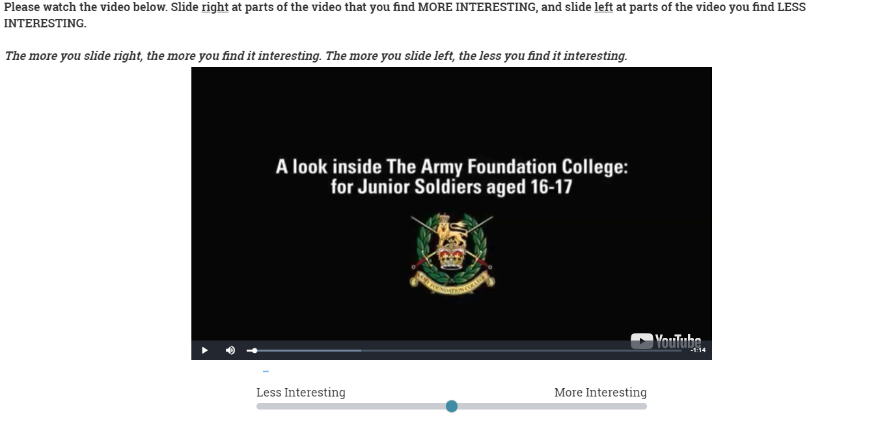 Please watch the video below. Slide right at parts of the video that you find MORE INTERESTING, and slide left at parts of the video you find LESS
INTERESTING.
The more you slide right, the more you find it interesting. The more you slide left, the less you find it interesting.
A look inside The Army Foundation College:
for Junior Soldiers aged 16-17
ARMY FOUNDATION COLLEGE
YouTube
-1:14
Less Interesting
More Interesting